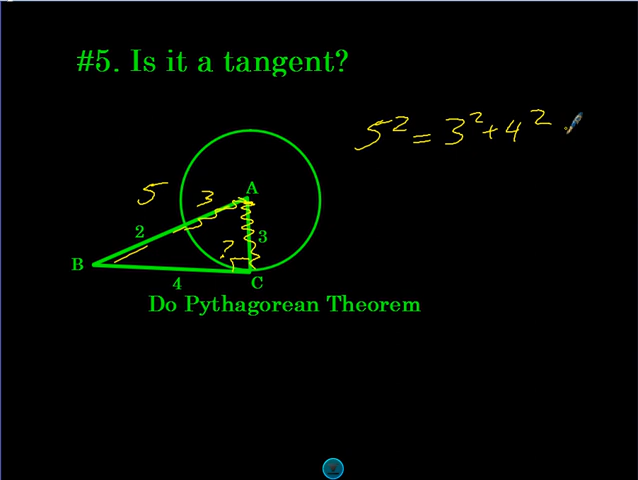 #5. Is it a tangent?
5² = 3² + 4²
5
3
A
2
?
3
B
4
C
Do Pythagorean Theorem